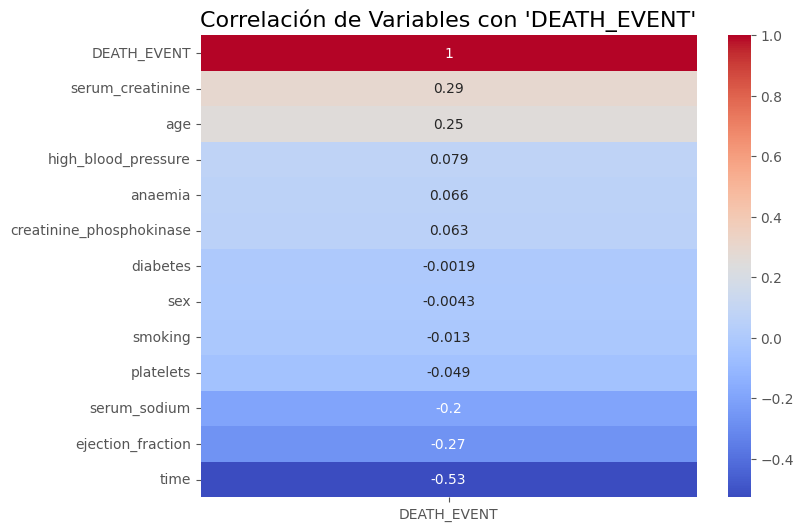 Correlación de Variables con 'DEATH_EVENT'
DEATH_EVENT 1
serum_creatinine 0.29
age 0.25
high_blood_pressure 0.079
anaemia 0.066
creatinine_phosphokinase 0.063
diabetes -0.0019
sex -0.0043
smoking -0.013
platelets -0.049
serum_sodium -0.2
ejection_fraction -0.27
time -0.53
DEATH_EVENT
1.0
0.8
0.6
0.4
0.2
0.0
−0.2
−0.4